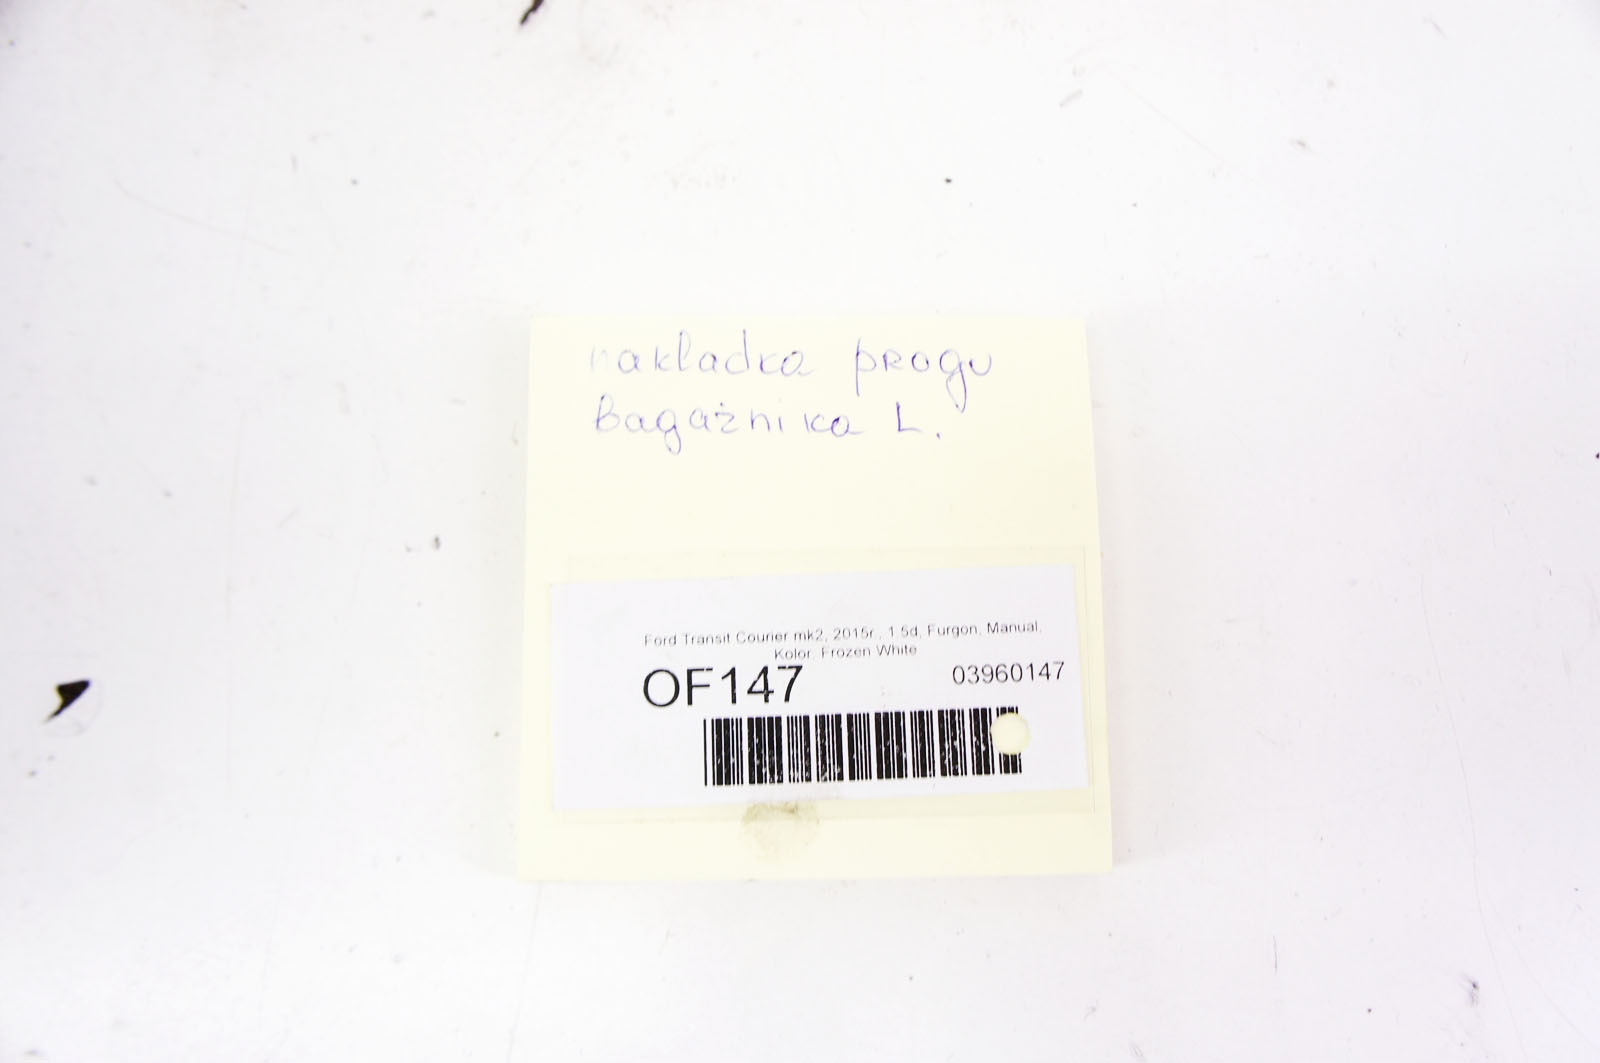 nakladka progu
Bagażnika L.
Ford Transit Courier mk2, 2015r., 1.5d, Furgon, Manual,
Kolor: Frozen White
OF147
03960147